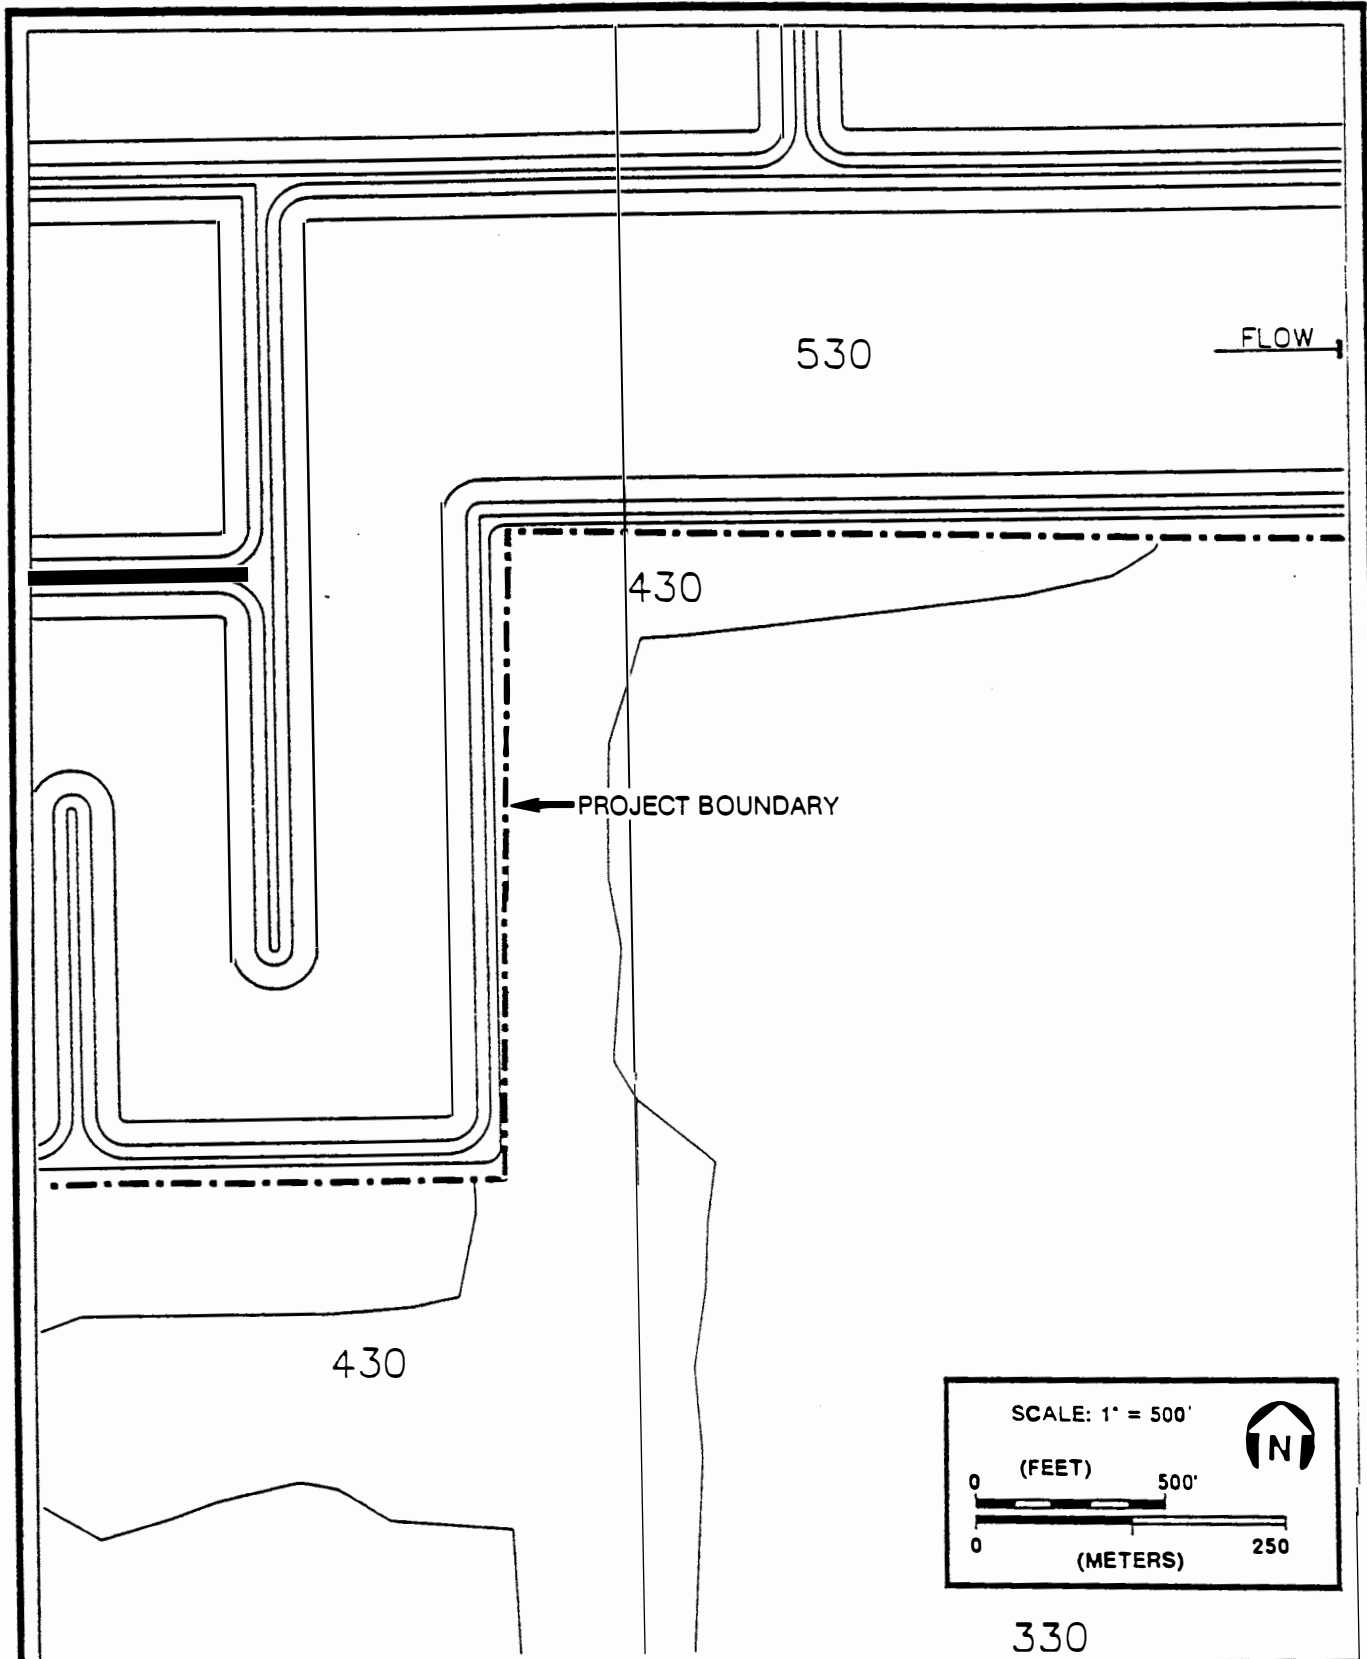 530
FLOW
430
PROJECT BOUNDARY
430
SCALE: 1" = 500'
N
(FEET)
0 500'
0 250
(METERS)
330